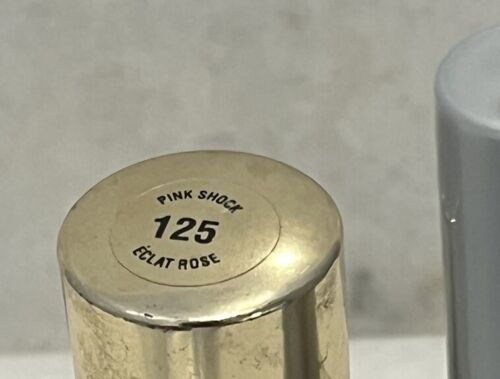 PINK SHOCK
125
ÉCLAT ROSE